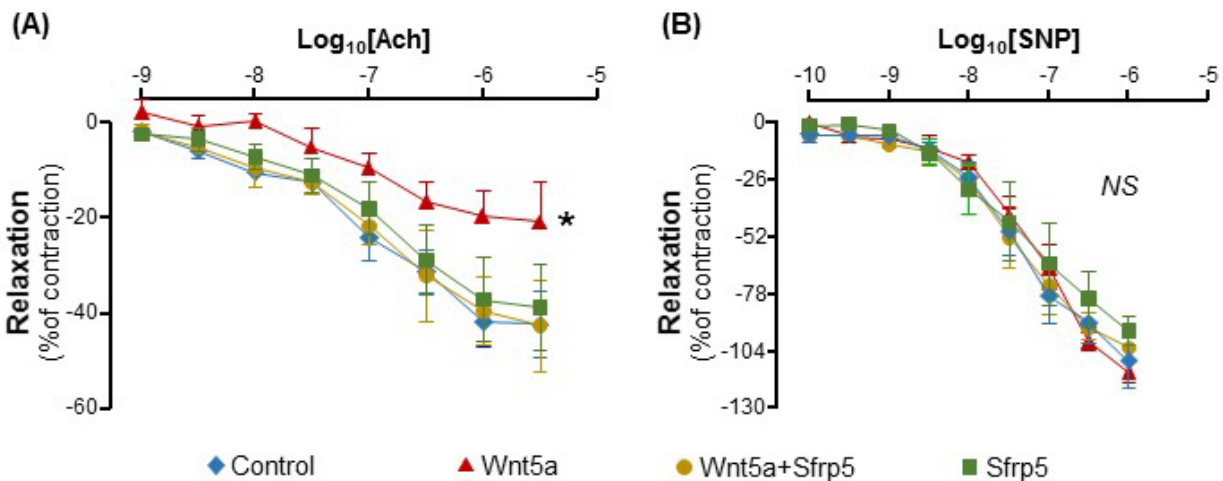 (A)
Log10[Ach]
-9 -8 -7 -6 -5
0
-20
-40
-60
Relaxation
(%of contraction)
*
(B)
Log10[SNP]
-10 -9 -8 -7 -6 -5
0
-26
-52
-78
-104
-130
Relaxation
(%of contraction)
NS
Control Wnt5a Wnt5a+Sfrp5 Sfrp5